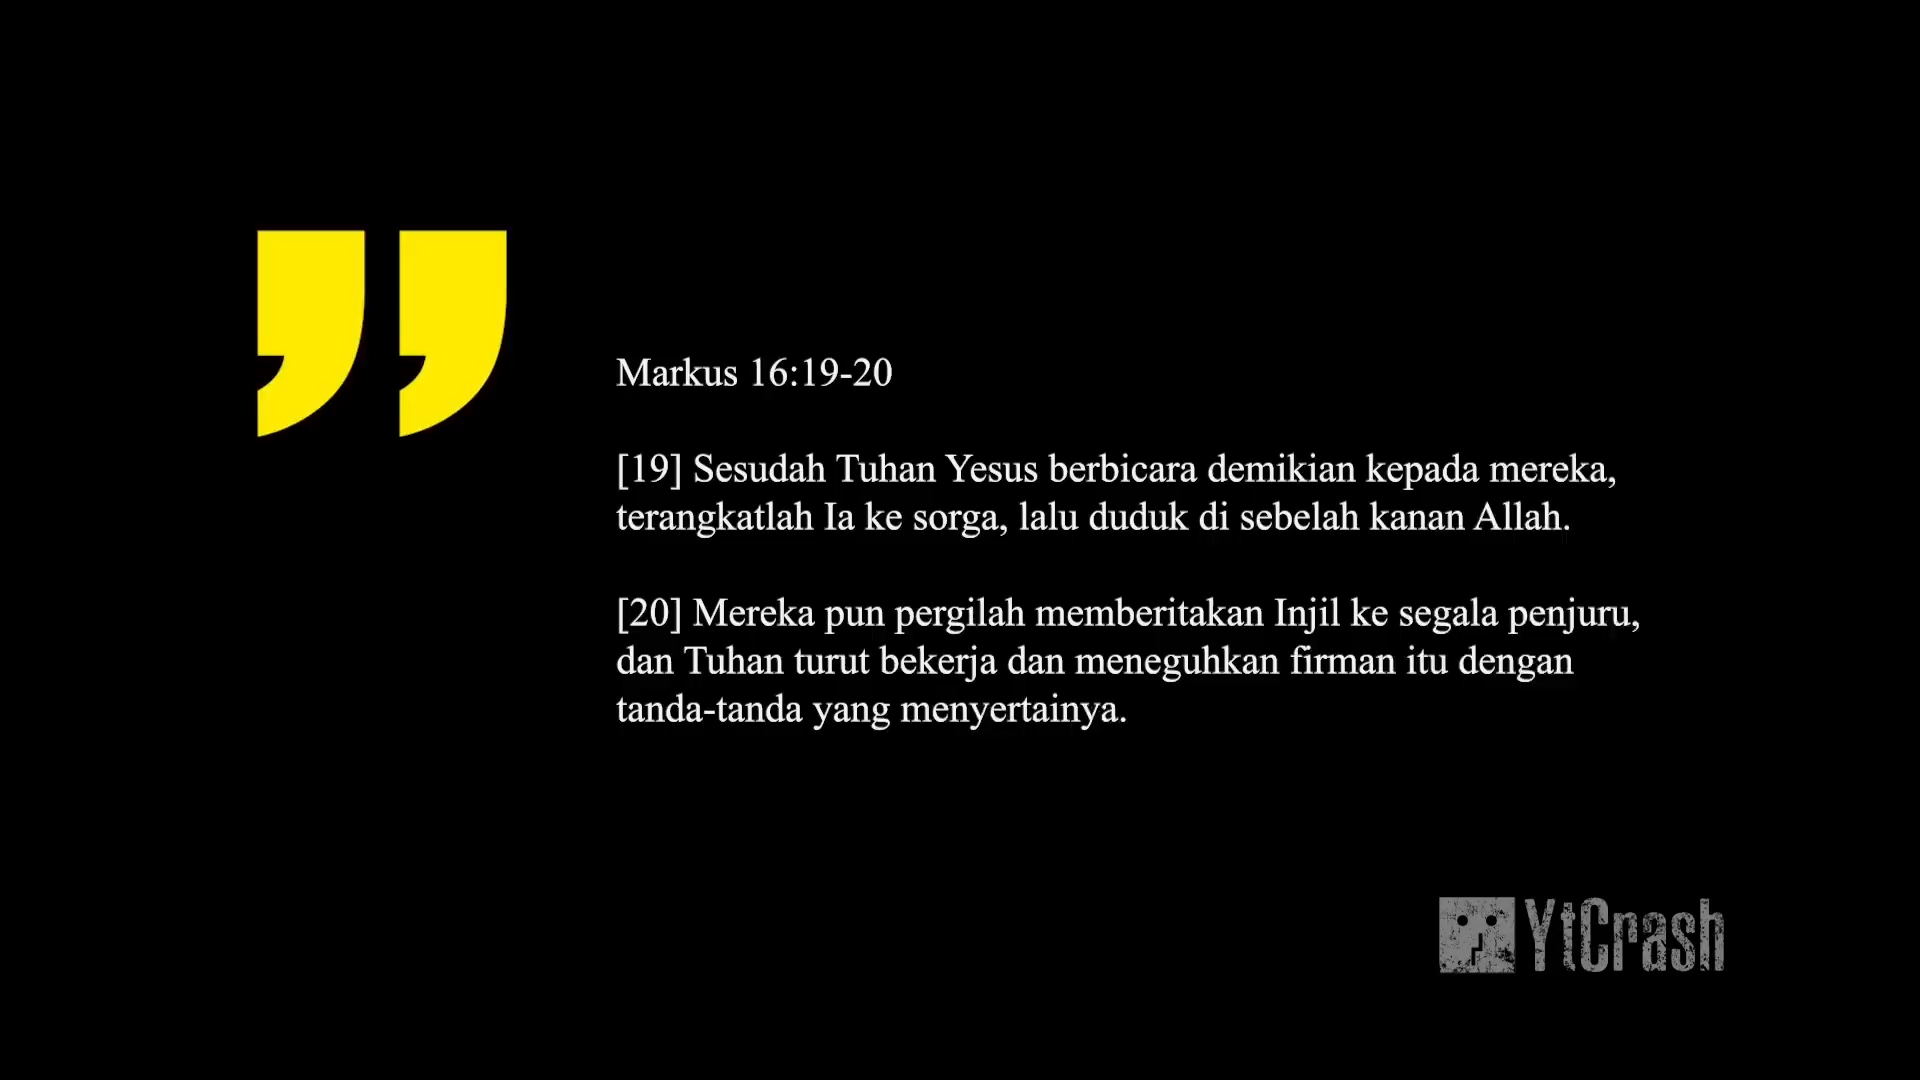 Markus 16:19-20
[19] Sesudah Tuhan Yesus berbicara demikian kepada mereka,
terangkatlah Ia ke sorga, lalu duduk di sebelah kanan Allah.
[20] Mereka pun pergilah memberitakan Injil ke segala penjuru,
dan Tuhan turut bekerja dan meneguhkan firman itu dengan
tanda-tanda yang menyertainya.
YtCrash